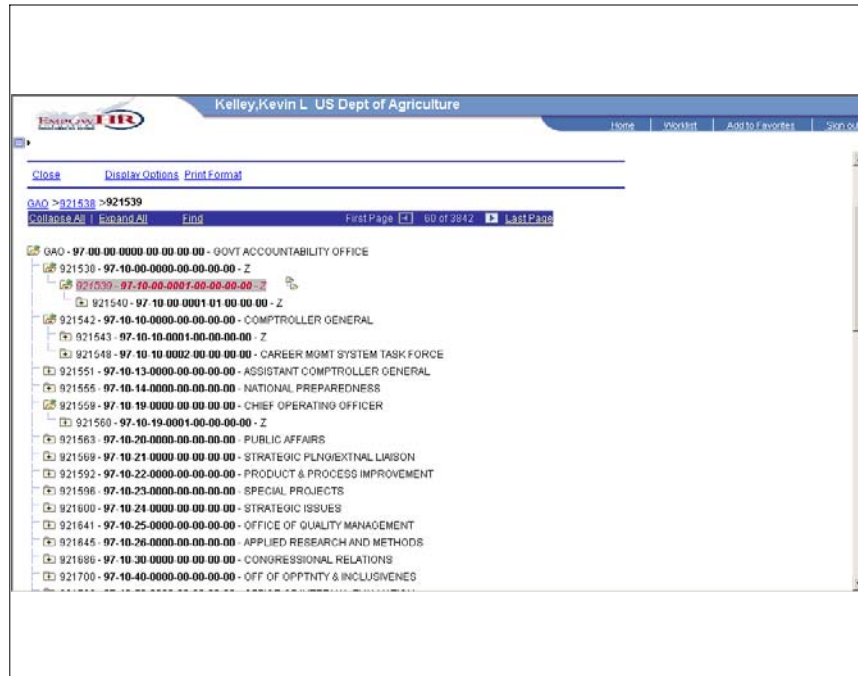 Kelley,Kevin L US Dept of Agriculture
EMPOWHR
Home Worklist Add to Favorites Sign out
Close Display Options Print Format
GAO >921538 >921539
Collapse All | Expand All Find First Page 60 of 3842 Last Page
GAO - 97-00-00-0000-00-00-00-00 - GOVT ACCOUNTABILITY OFFICE
921538 - 97-10-00-0000-00-00-00-00 - Z
921539 - 97-10-00-0001-00-00-00-00 - Z
921540 - 97-10-00-0001-01-00-00-00 - Z
921542 - 97-10-10-0000-00-00-00-00 - COMPTROLLER GENERAL
921543 - 97-10-10-0001-00-00-00-00 - Z
921548 - 97-10-10-0002-00-00-00-00 - CAREER MGMT SYSTEM TASK FORCE
921551 - 97-10-13-0000-00-00-00-00 - ASSISTANT COMPTROLLER GENERAL
921555 - 97-10-14-0000-00-00-00-00 - NATIONAL PREPAREDNESS
921559 - 97-10-19-0000-00-00-00-00 - CHIEF OPERATING OFFICER
921560 - 97-10-19-0001-00-00-00-00 - Z
921563 - 97-10-20-0000-00-00-00-00 - PUBLIC AFFAIRS
921569 - 97-10-21-0000-00-00-00-00 - STRATEGIC PLNG/EXTNAL LIAISON
921592 - 97-10-22-0000-00-00-00-00 - PRODUCT & PROCESS IMPROVEMENT
921596 - 97-10-23-0000-00-00-00-00 - SPECIAL PROJECTS
921600 - 97-10-24-0000-00-00-00-00 - STRATEGIC ISSUES
921641 - 97-10-25-0000-00-00-00-00 - OFFICE OF QUALITY MANAGEMENT
921645 - 97-10-26-0000-00-00-00-00 - APPLIED RESEARCH AND METHODS
921686 - 97-10-30-0000-00-00-00-00 - CONGRESSIONAL RELATIONS
921700 - 97-10-40-0000-00-00-00-00 - OFF OF OPPTNTY & INCLUSIVENES